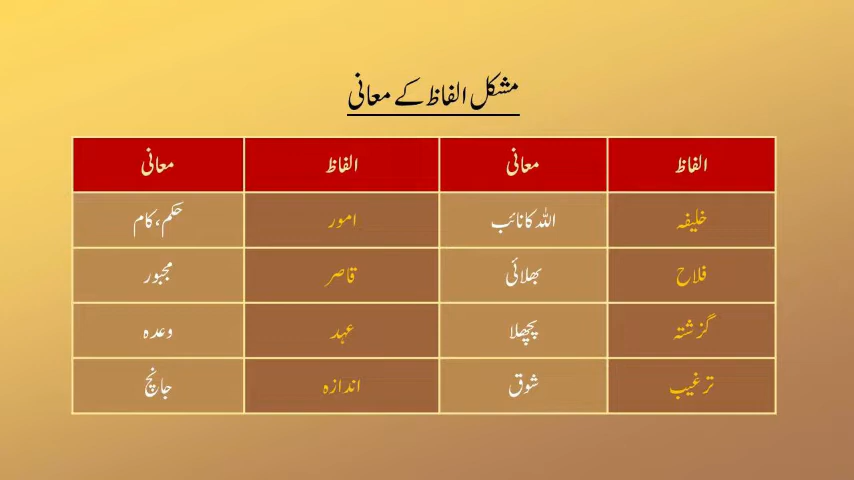 مشکل الفاظ کے معانی
الفاظ معانی الفاظ معانی
خلیفہ اللہ کا نائب امور حکم، کام
فلاح بھلائی قاصر مجبور
گزشتہ پچھلا عہد وعدہ
ترغیب شوق اندازہ جانچ